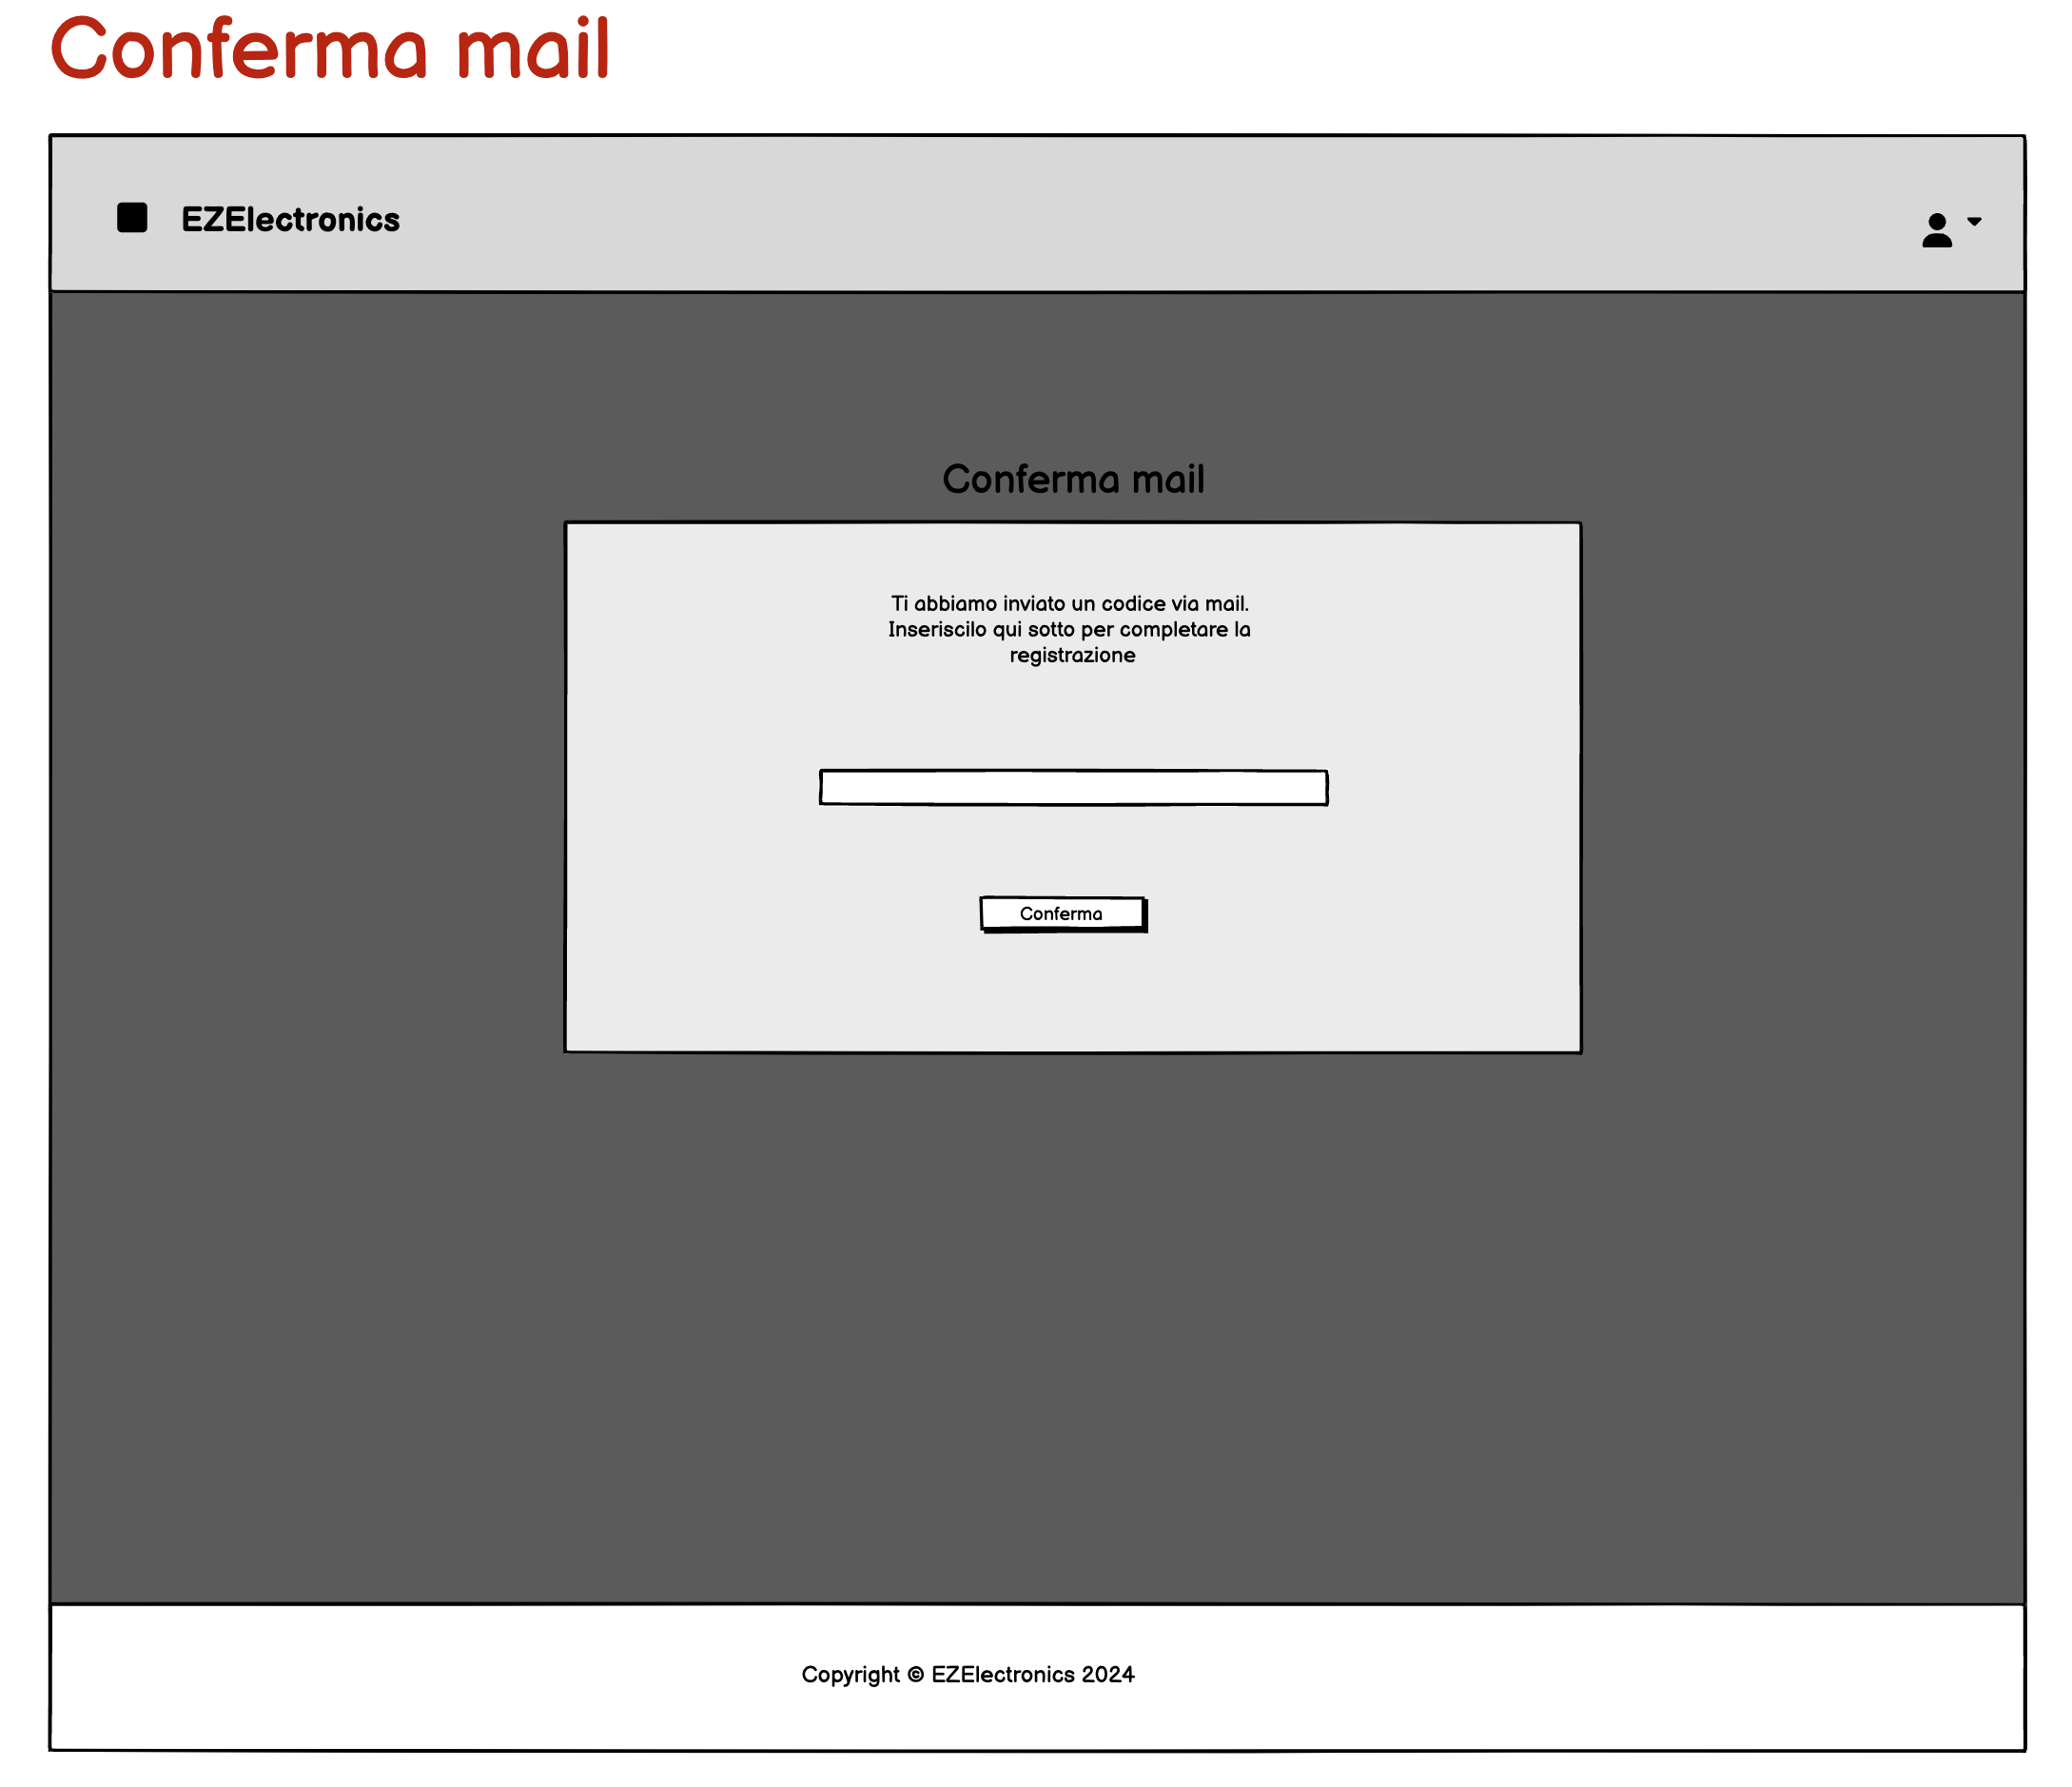 Conferma mail
EZElectronics
Conferma mail
Ti abbiamo inviato un codice via mail.
Inseriscilo qui sotto per completare la
registrazione
Conferma
Copyright © EZElectronics 2024